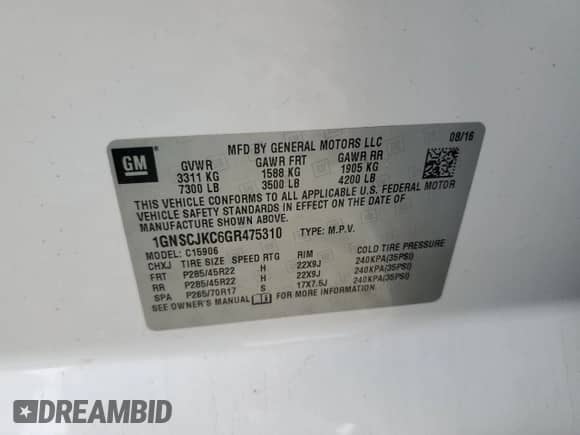 GM
MFD BY GENERAL MOTORS LLC 08/16
GVWR GAWR FRT GAWR RR
3311 KG 1588 KG 1905 KG
7300 LB 3500 LB 4200 LB
THIS VEHICLE CONFORMS TO ALL APPLICABLE U.S. FEDERAL MOTOR
VEHICLE SAFETY STANDARDS IN EFFECT ON THE DATE OF
MANUFACTURE SHOWN ABOVE.
1GNSCJKC6GR475310 TYPE: M.P.V.
MODEL: C15906
CHXJ TIRE SIZE SPEED RTG RIM COLD TIRE PRESSURE
FRT P285/45R22 H 22X9J 240KPA(35PSI)
RR P285/45R22 H 22X9J 240KPA(35PSI)
SPA P265/70R17 S 17X7.5J 240KPA(35PSI)
SEE OWNER'S MANUAL FOR MORE INFORMATION
DREAMBID